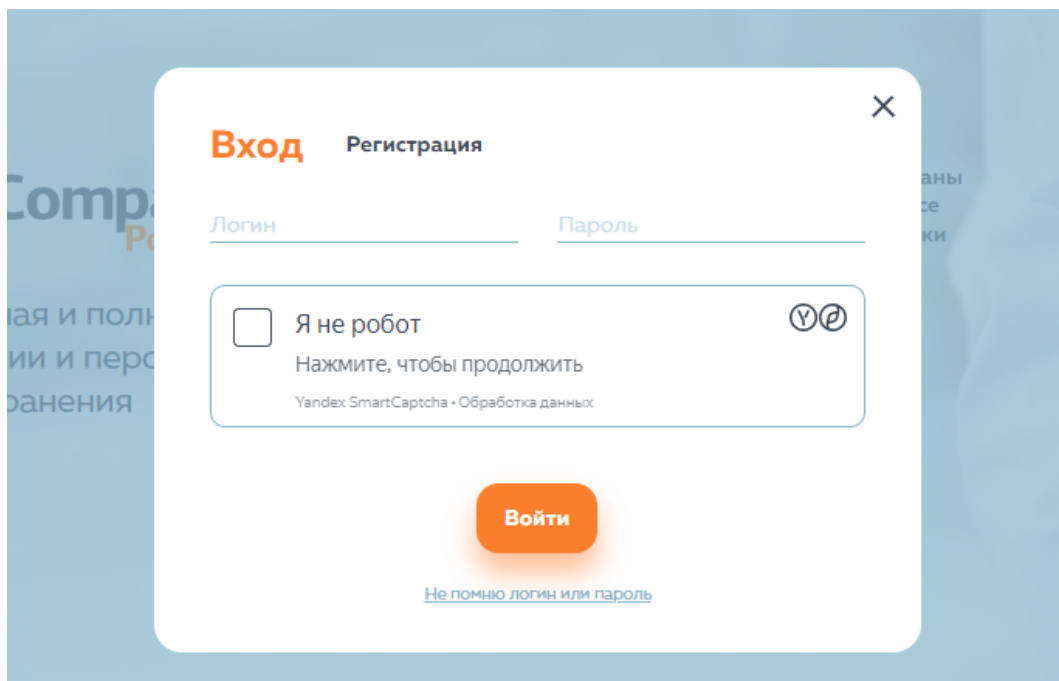 Вход Регистрация
Логин Пароль
Я не робот
Нажмите, чтобы продолжить
Yandex SmartCaptcha • Обработка данных
Войти
Не помню логин или пароль